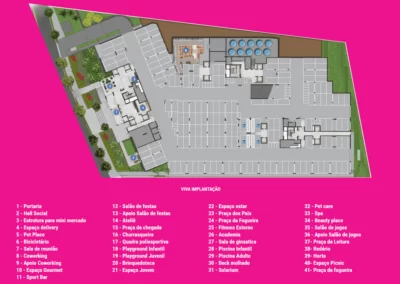 VIVA IMPLANTAÇÃO
1 - Portaria
2 - Hall Social
3 - Estrutura para mini mercado
4 - Espaço delivery
5 - Pet Place
6 - Bicicletário
7 - Sala de reunião
8 - Coworking
9 - Apoio Coworking
10 - Espaço Gourmet
11 - Sport Bar
12 - Salão de festas
13 - Apoio Salão de festas
14 - Ateliê
15 - Praça de chegada
16 - Churrasqueira
17 - Quadra poliesportiva
18 - Playground Infantil
19 - Playground Juvenil
20 - Brinquedoteca
21 - Espaço Jovem
22 - Espaço estar
23 - Praça dos Pais
24 - Praça da Fogueira
25 - Fitness Externo
26 - Academia
27 - Sala de ginástica
28 - Piscina Infantil
29 - Piscina Adulto
30 - Deck molhado
31 - Solarium
32 - Pet care
33 - Spa
34 - Beauty place
35 - Salão de jogos
36 - Apoio Salão de jogos
37 - Praça de Leitura
38 - Redário
39 - Horta
40 - Espaço Picnic
41 - Praça de fogueira